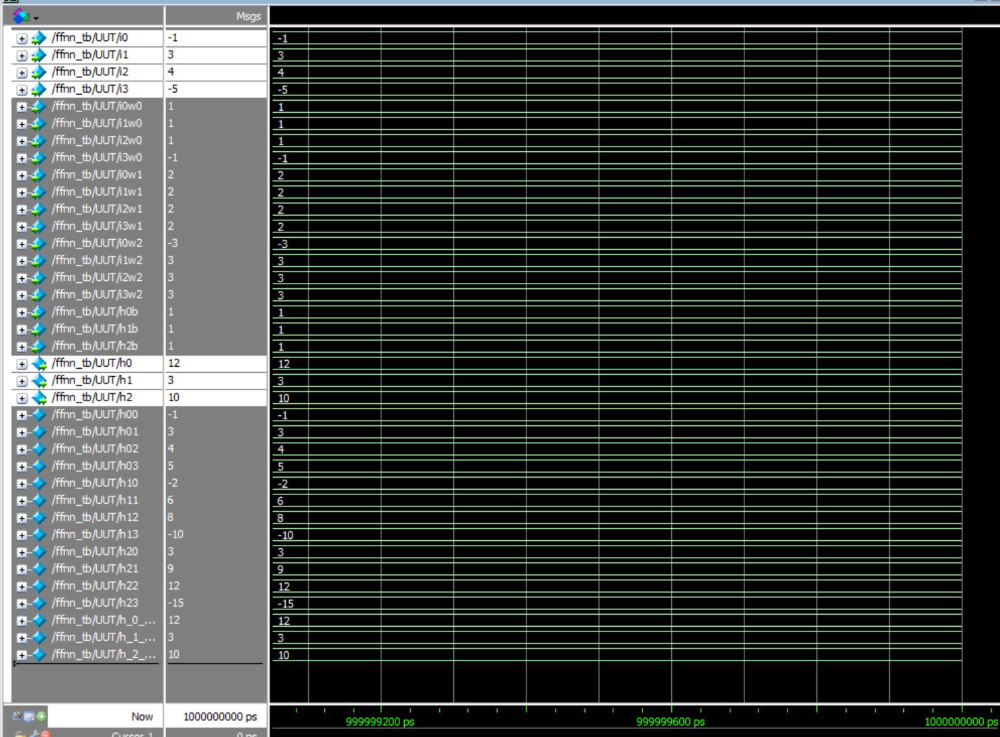 Msgs
/ffnn_tb/UUT/i0 -1 -1
/ffnn_tb/UUT/i1 3 3
/ffnn_tb/UUT/i2 4 4
/ffnn_tb/UUT/i3 -5 -5
/ffnn_tb/UUT/i0w0 1 1
/ffnn_tb/UUT/i1w0 1 1
/ffnn_tb/UUT/i2w0 1 1
/ffnn_tb/UUT/i3w0 -1 -1
/ffnn_tb/UUT/i0w1 2 2
/ffnn_tb/UUT/i1w1 2 2
/ffnn_tb/UUT/i2w1 2 2
/ffnn_tb/UUT/i3w1 2 2
/ffnn_tb/UUT/i0w2 -3 -3
/ffnn_tb/UUT/i1w2 3 3
/ffnn_tb/UUT/i2w2 3 3
/ffnn_tb/UUT/i3w2 3 3
/ffnn_tb/UUT/h0b 1 1
/ffnn_tb/UUT/h1b 1 1
/ffnn_tb/UUT/h2b 1 1
/ffnn_tb/UUT/h0 12 12
/ffnn_tb/UUT/h1 3 3
/ffnn_tb/UUT/h2 10 10
/ffnn_tb/UUT/h00 -1 -1
/ffnn_tb/UUT/h01 3 3
/ffnn_tb/UUT/h02 4 4
/ffnn_tb/UUT/h03 5 5
/ffnn_tb/UUT/h10 -2 -2
/ffnn_tb/UUT/h11 6 6
/ffnn_tb/UUT/h12 8 8
/ffnn_tb/UUT/h13 -10 -10
/ffnn_tb/UUT/h20 3 3
/ffnn_tb/UUT/h21 9 9
/ffnn_tb/UUT/h22 12 12
/ffnn_tb/UUT/h23 -15 -15
/ffnn_tb/UUT/h_0_... 12 12
/ffnn_tb/UUT/h_1_... 3 3
/ffnn_tb/UUT/h_2_... 10 10
Now 1000000000 ps
999999200 ps 999999600 ps 1000000000 ps
Cursor 1 0 ps